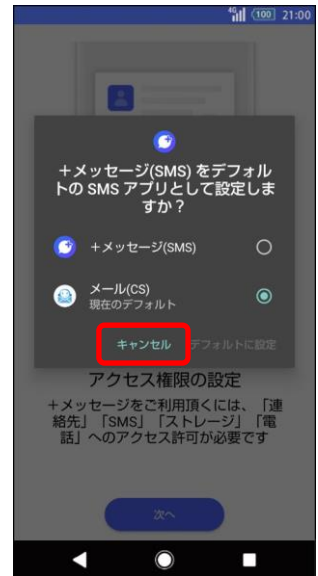 4G 100 21:00
+メッセージ(SMS) をデフォル
トの SMS アプリとして設定しま
すか？
+メッセージ(SMS)
メール(CS)
現在のデフォルト
キャンセル デフォルトに設定
アクセス権限の設定
+メッセージをご利用頂くには、「連
絡先」「SMS」「ストレージ」「電
話」へのアクセス許可が必要です
次へ